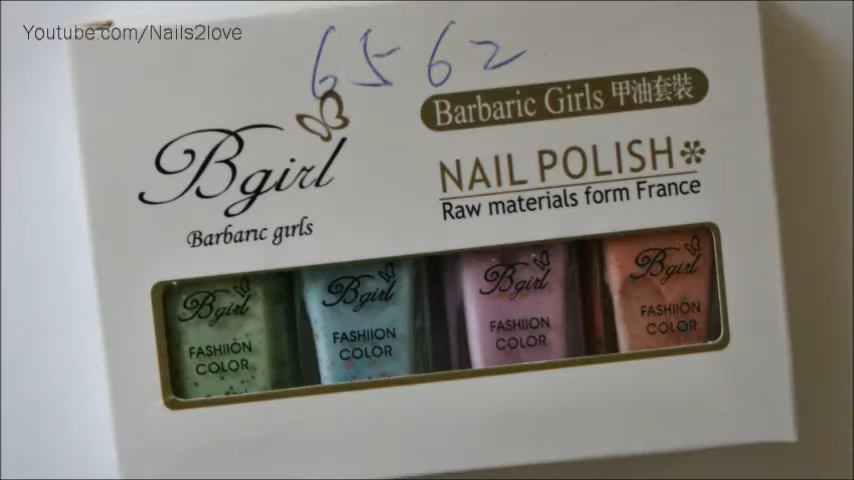 Youtube.com/Nails2love
6562
Barbaric Girls 甲油套裝
Bgirl
Barbaric girls
NAIL POLISH
Raw materials form France
Bgirl
FASHIION
COLOR
Bgirl
FASHIION
COLOR
Bgirl
FASHIION
COLOR
Bgirl
FASHIION
COLOR